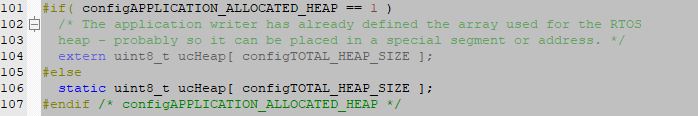 101 #if( configAPPLICATION_ALLOCATED_HEAP == 1 )
102 /* The application writer has already defined the array used for the RTOS
103 heap - probably so it can be placed in a special segment or address. */
104 extern uint8_t ucHeap[ configTOTAL_HEAP_SIZE ];
105 #else
106 static uint8_t ucHeap[ configTOTAL_HEAP_SIZE ];
107 #endif /* configAPPLICATION_ALLOCATED_HEAP */